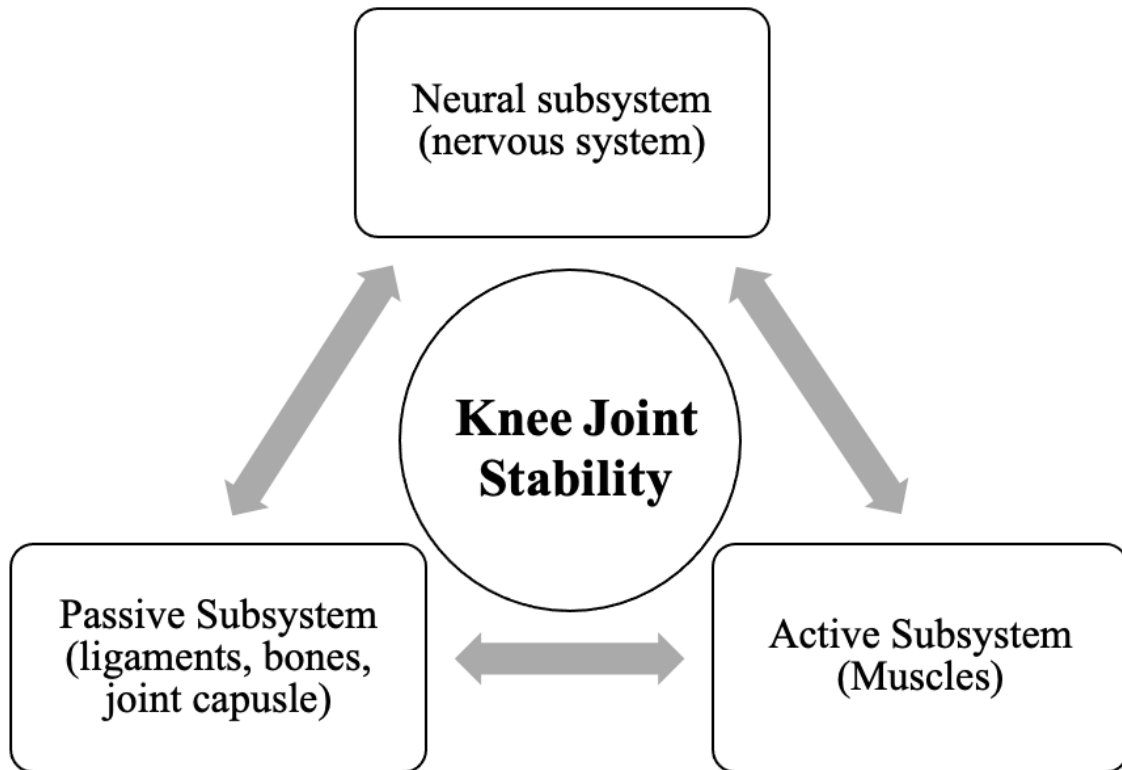 Neural subsystem
(nervous system)
Knee Joint
Stability
Passive Subsystem
(ligaments, bones,
joint capusle)
Active Subsystem
(Muscles)